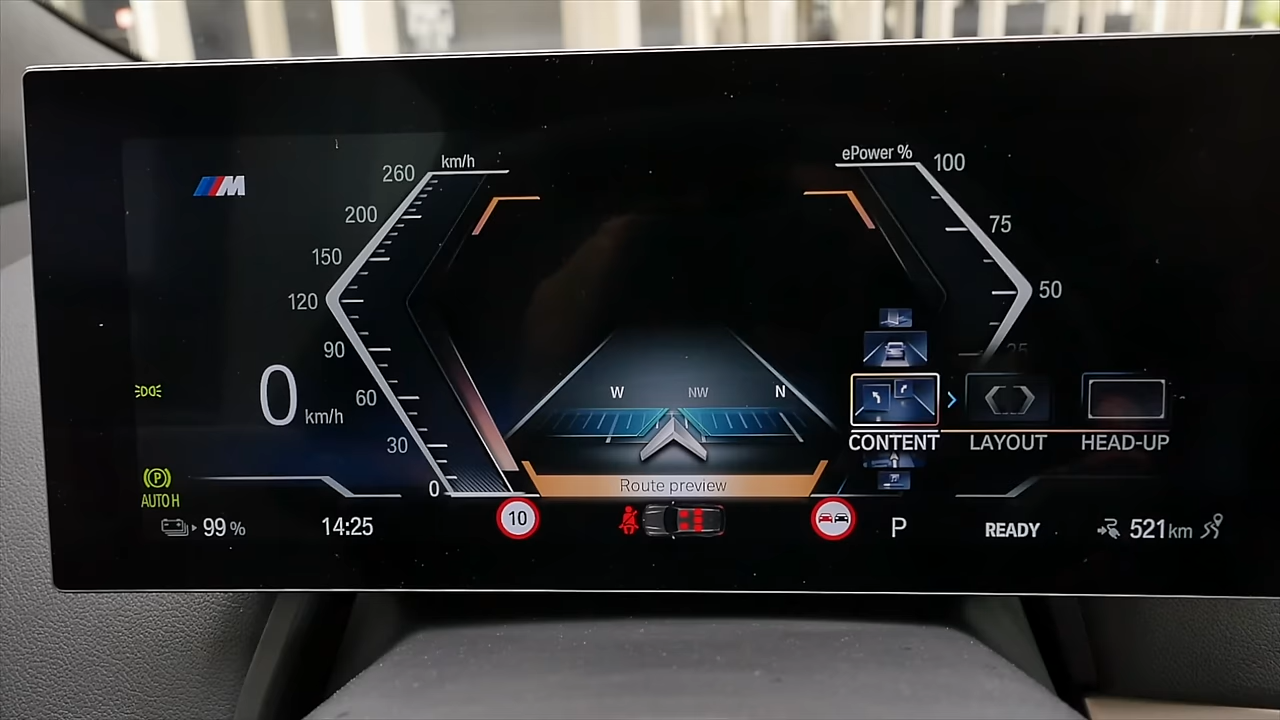 M
260
200
150
120
90
60
30
0
km/h
0 km/h
ePower %
100
75
50
25
W NW N
Route preview
CONTENT LAYOUT HEAD-UP
P
AUTO H
99 %
14:25
10
P
READY
521 km